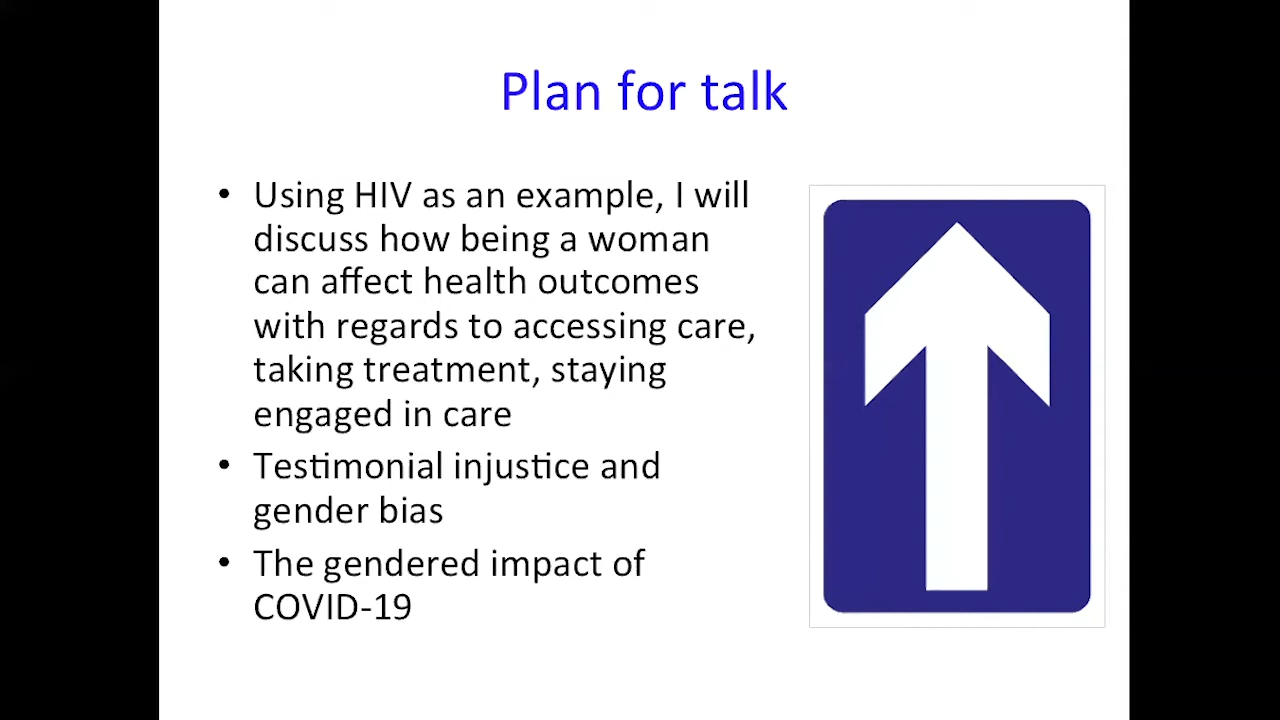 Plan for talk
• Using HIV as an example, I will
discuss how being a woman
can affect health outcomes
with regards to accessing care,
taking treatment, staying
engaged in care
• Testimonial injustice and
gender bias
• The gendered impact of
COVID-19